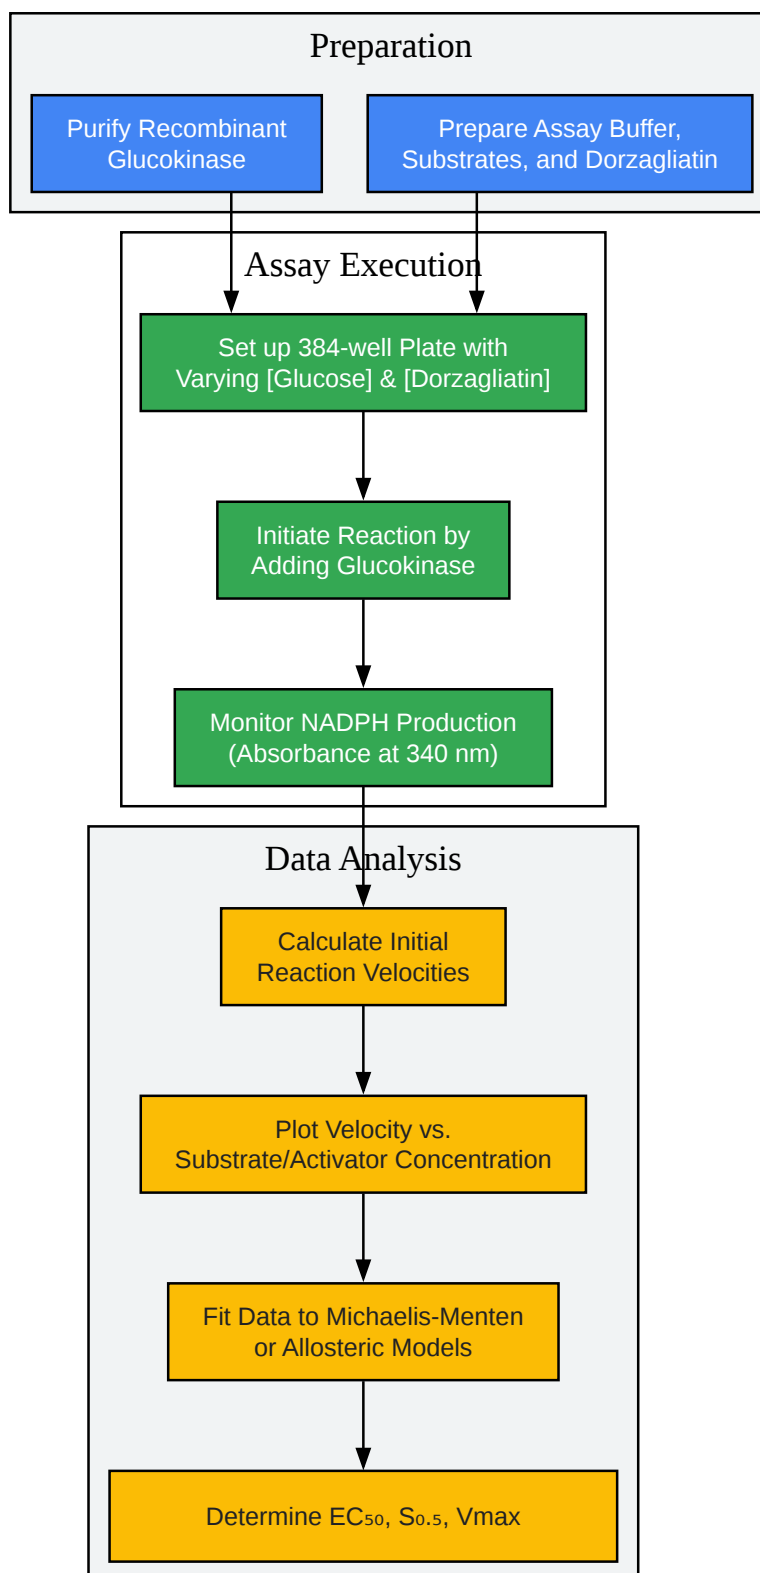 Preparation
Purify Recombinant
Glucokinase
Prepare Assay Buffer,
Substrates, and Dorzagliatin
Assay Execution
Set up 384-well Plate with
Varying [Glucose] & [Dorzagliatin]
Initiate Reaction by
Adding Glucokinase
Monitor NADPH Production
(Absorbance at 340 nm)
Data Analysis
Calculate Initial
Reaction Velocities
Plot Velocity vs.
Substrate/Activator Concentration
Fit Data to Michaelis-Menten
or Allosteric Models
Determine EC₅₀, S₀.₅, Vmax